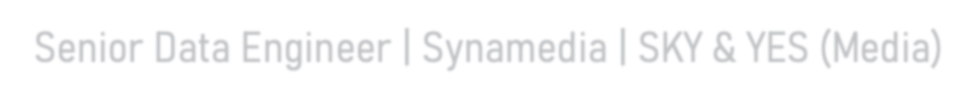 Senior Data Engineer | Synamedia | SKY & YES (Media)